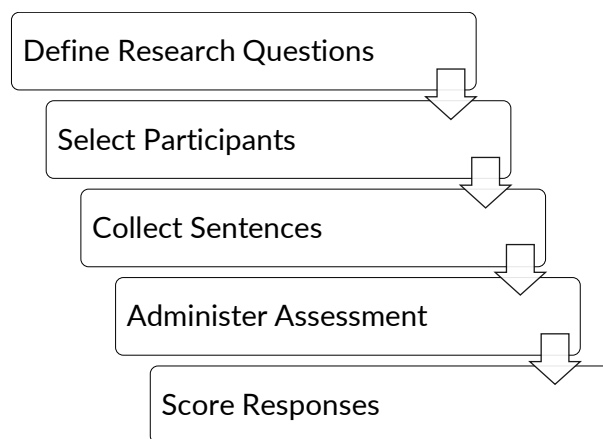 Define Research Questions
Select Participants
Collect Sentences
Administer Assessment
Score Responses